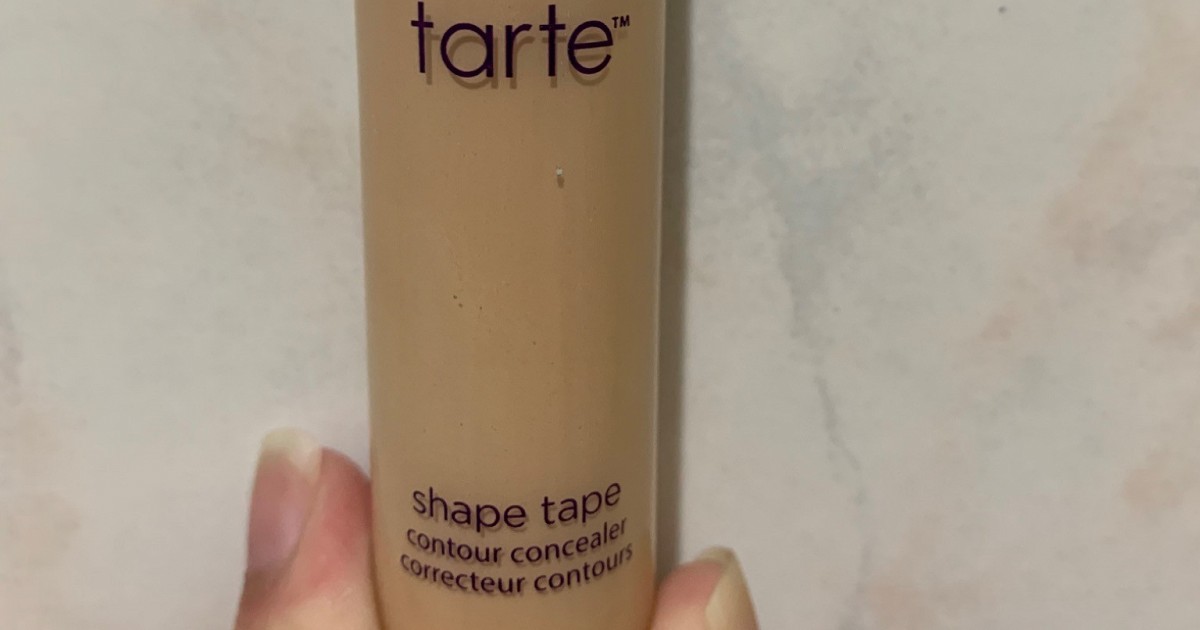 tarte™
shape tape
contour concealer
correcteur contours